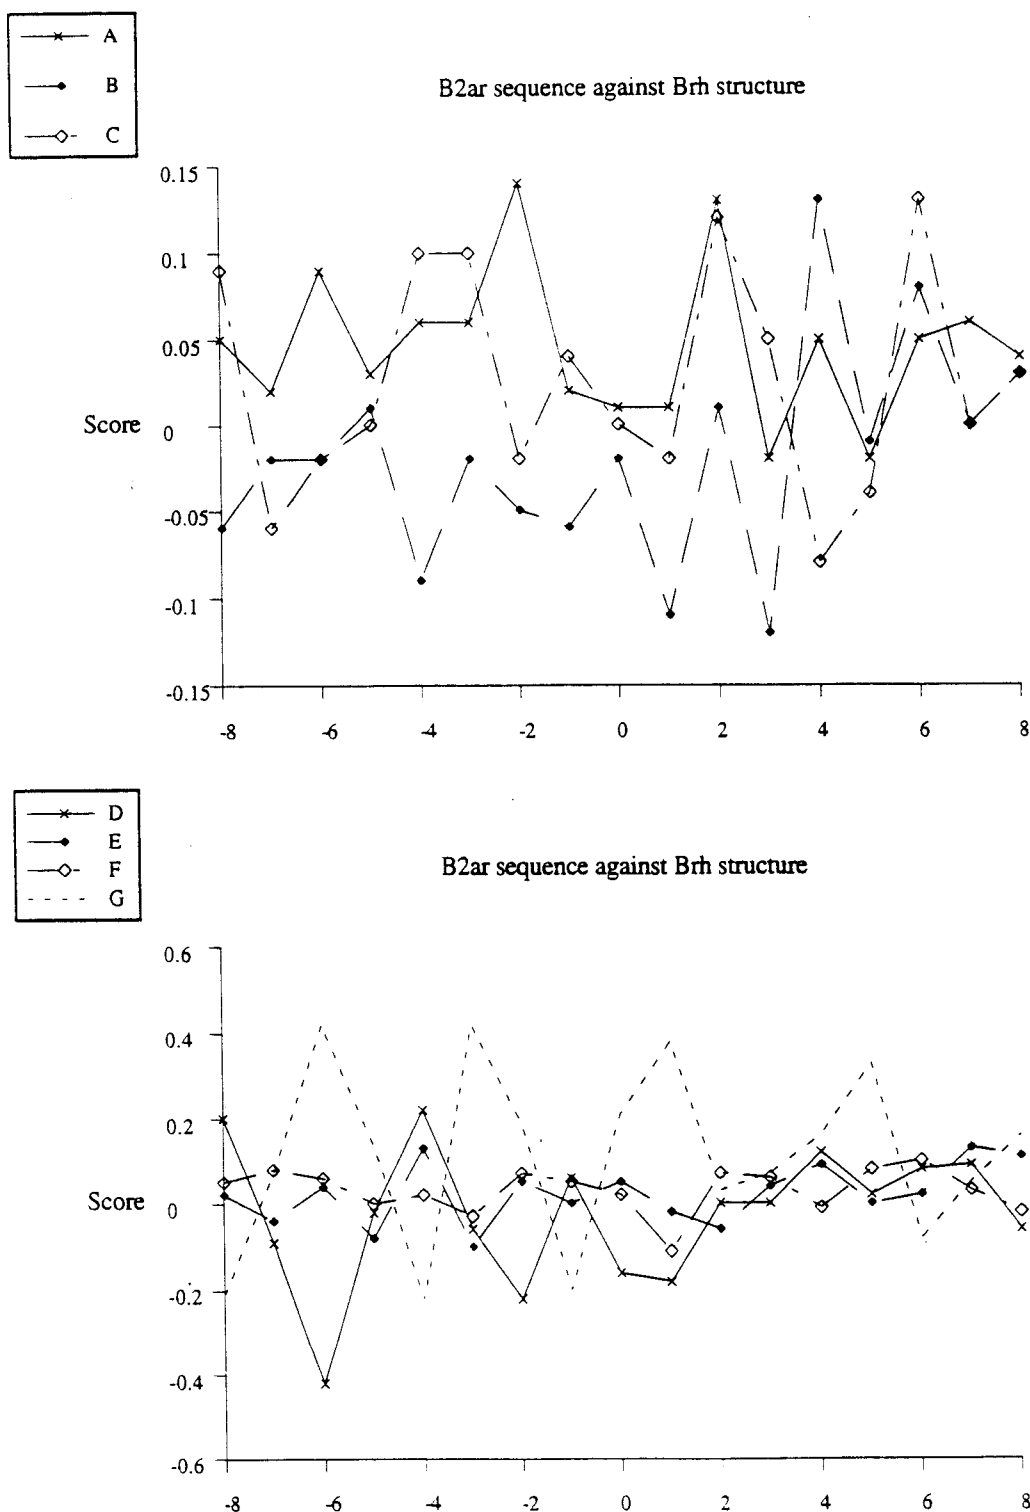 A
B
C
B2ar sequence against Brh structure
0.15
0.1
0.05
Score 0
-0.05
-0.1
-0.15
-8 -6 -4 -2 0 2 4 6 8
D
E
F
G
B2ar sequence against Brh structure
0.6
0.4
0.2
Score 0
-0.2
-0.4
-0.6
-8 -6 -4 -2 0 2 4 6 8